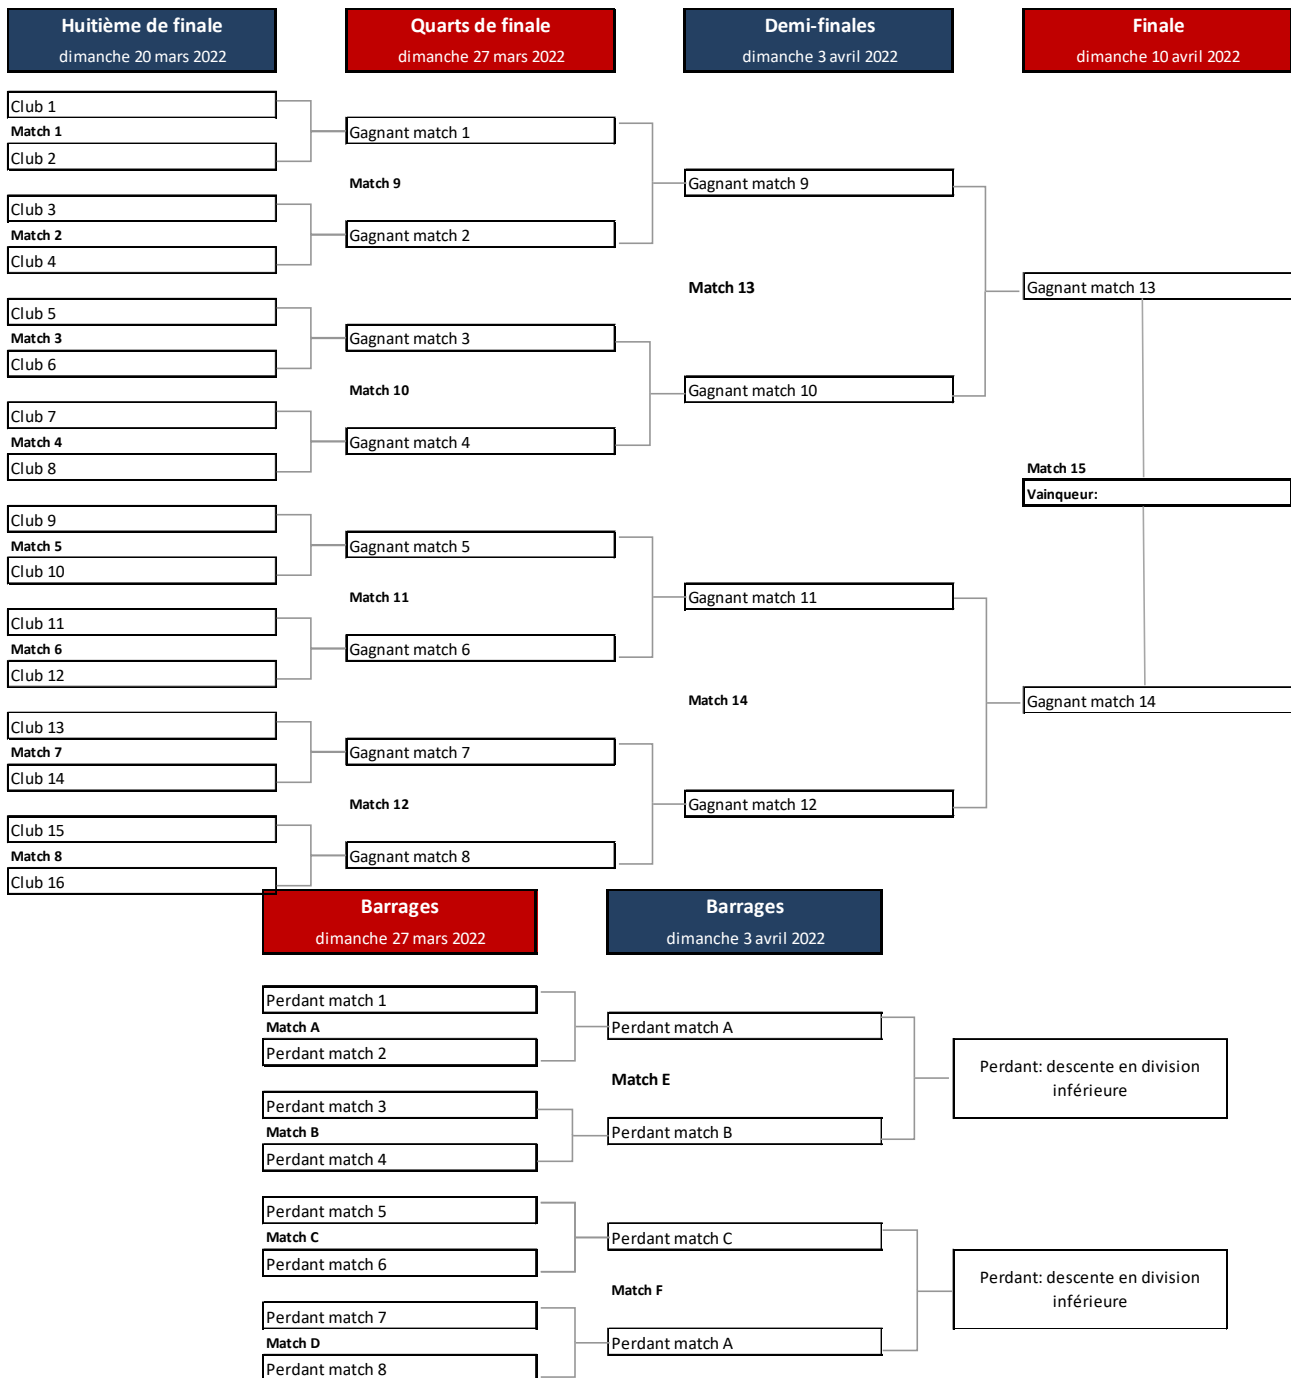 Huitième de finale
dimanche 20 mars 2022
Quarts de finale
dimanche 27 mars 2022
Demi-finales
dimanche 3 avril 2022
Finale
dimanche 10 avril 2022
Club 1
Match 1
Club 2
Club 3
Match 2
Club 4
Club 5
Match 3
Club 6
Club 7
Match 4
Club 8
Club 9
Match 5
Club 10
Club 11
Match 6
Club 12
Club 13
Match 7
Club 14
Club 15
Match 8
Club 16
Gagnant match 1
Match 9
Gagnant match 2
Gagnant match 3
Match 10
Gagnant match 4
Gagnant match 5
Match 11
Gagnant match 6
Gagnant match 7
Match 12
Gagnant match 8
Gagnant match 9
Match 13
Gagnant match 10
Gagnant match 11
Match 14
Gagnant match 12
Gagnant match 13
Match 15
Vainqueur:
Gagnant match 14
Barrages
dimanche 27 mars 2022
Barrages
dimanche 3 avril 2022
Perdant match 1
Match A
Perdant match 2
Perdant match 3
Match B
Perdant match 4
Perdant match 5
Match C
Perdant match 6
Perdant match 7
Match D
Perdant match 8
Perdant match A
Match E
Perdant match B
Perdant match C
Match F
Perdant match A
Perdant: descente en division
inférieure
Perdant: descente en division
inférieure